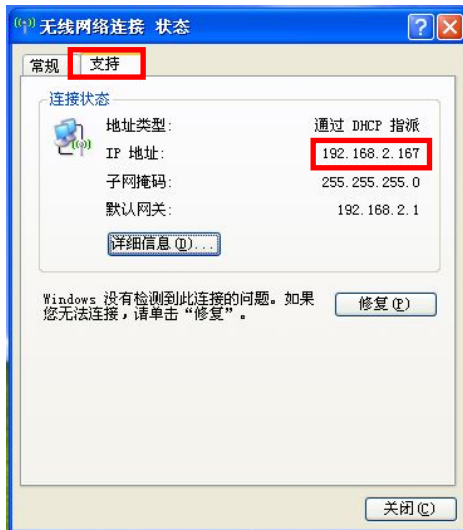 无线网络连接 状态
常规 支持
连接状态
地址类型: 通过 DHCP 指派
IP 地址: 192.168.2.167
子网掩码: 255.255.255.0
默认网关: 192.168.2.1
详细信息(D)...
Windows 没有检测到此连接的问题。如果
您无法连接，请单击“修复”。
修复(P)
关闭(C)